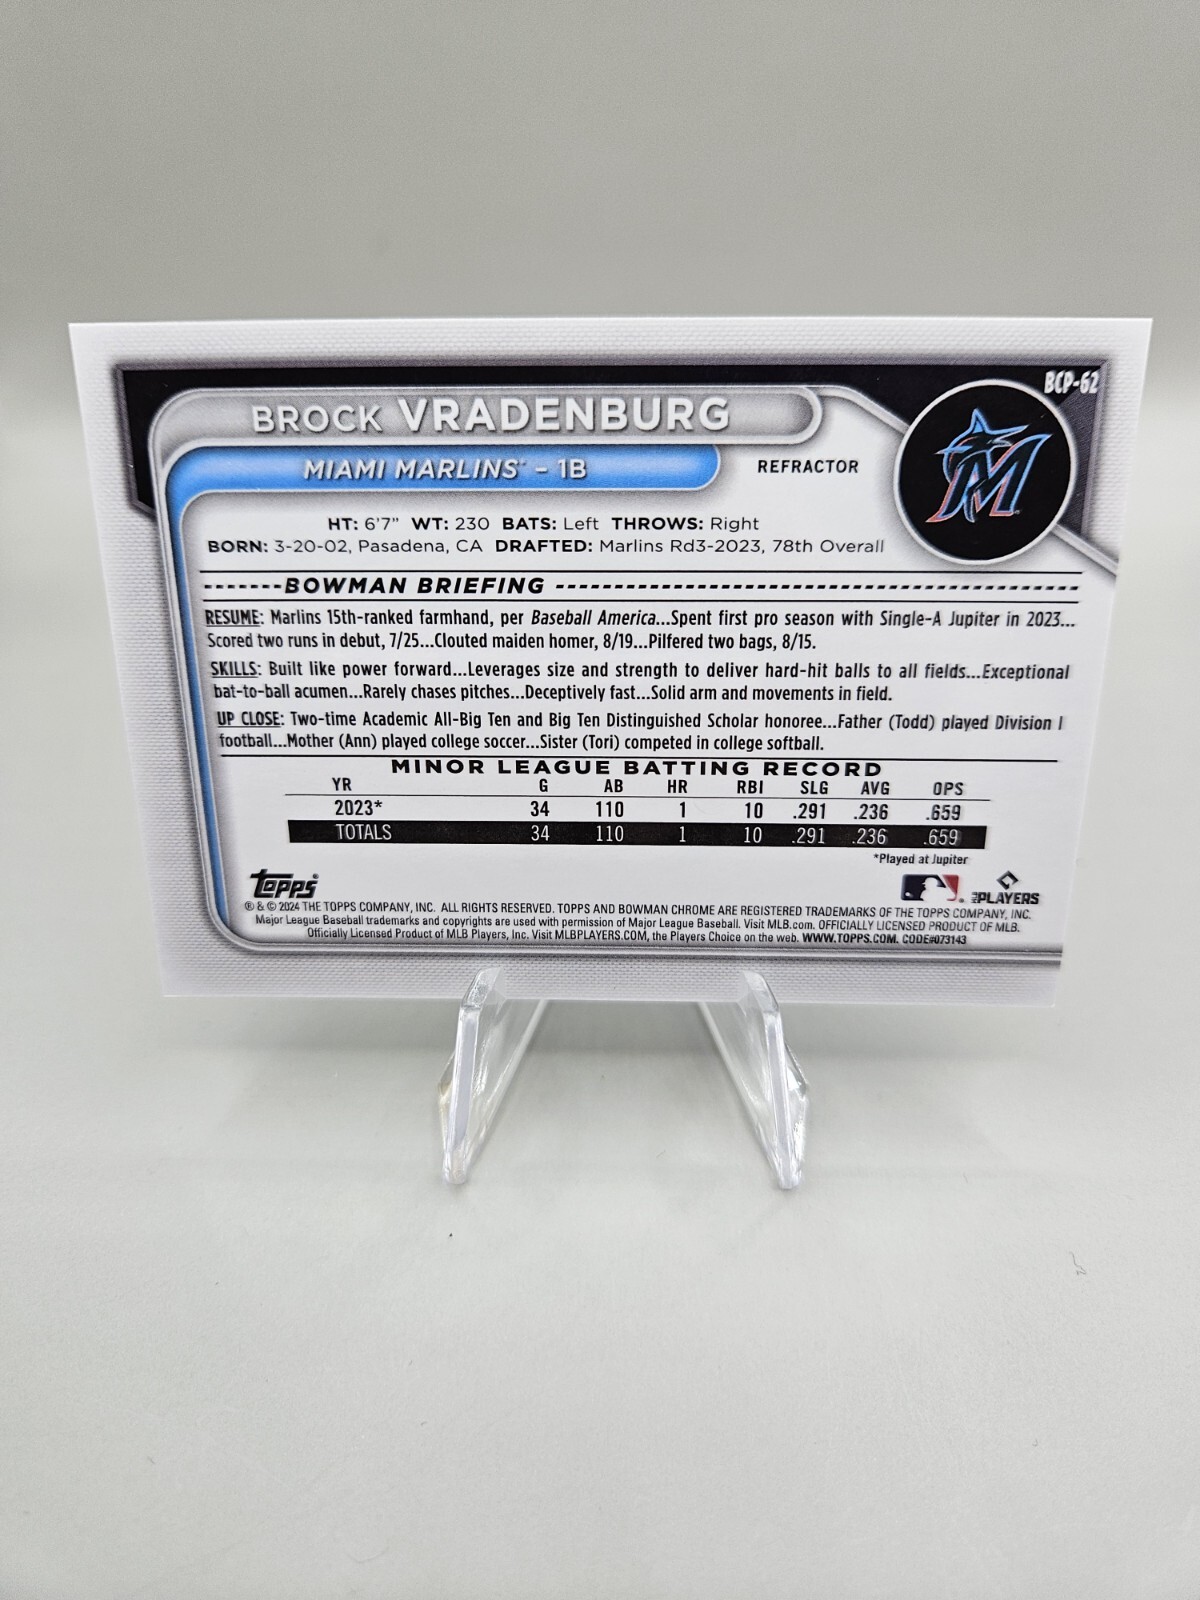 BCP-62
BROCK VRADENBURG
MIAMI MARLINS - 1B
REFRACTOR
M
HT: 6'7" WT: 230 BATS: Left THROWS: Right
BORN: 3-20-02, Pasadena, CA DRAFTED: Marlins Rd3-2023, 78th Overall
BOWMAN BRIEFING
RESUME: Marlins 15th-ranked farmhand, per Baseball America...Spent first pro season with Single-A Jupiter in 2023...
Scored two runs in debut, 7/25...Clouted maiden homer, 8/19...Pilfered two bags, 8/15.
SKILLS: Built like power forward...Leverages size and strength to deliver hard-hit balls to all fields...Exceptional
bat-to-ball acumen...Rarely chases pitches...Deceptively fast...Solid arm and movements in field.
UP CLOSE: Two-time Academic All-Big Ten and Big Ten Distinguished Scholar honoree...Father (Todd) played Division I
football...Mother (Ann) played college soccer...Sister (Tori) competed in college softball.
MINOR LEAGUE BATTING RECORD
YR G AB HR RBI SLG AVG OPS
2023* 34 110 1 10 .291 .236 .659
TOTALS 34 110 1 10 .291 .236 .659
*Played at Jupiter
Topps
MLB PLAYERS
® & © 2024 THE TOPPS COMPANY, INC. ALL RIGHTS RESERVED. TOPPS AND BOWMAN CHROME ARE REGISTERED TRADEMARKS OF THE TOPPS COMPANY, INC.
Major League Baseball trademarks and copyrights are used with permission of Major League Baseball. Visit MLB.com. OFFICIALLY LICENSED PRODUCT OF MLB.
Officially Licensed Product of MLB Players, Inc. Visit MLBPLAYERS.COM, the Players Choice on the web. WWW.TOPPS.COM. CODE#073143